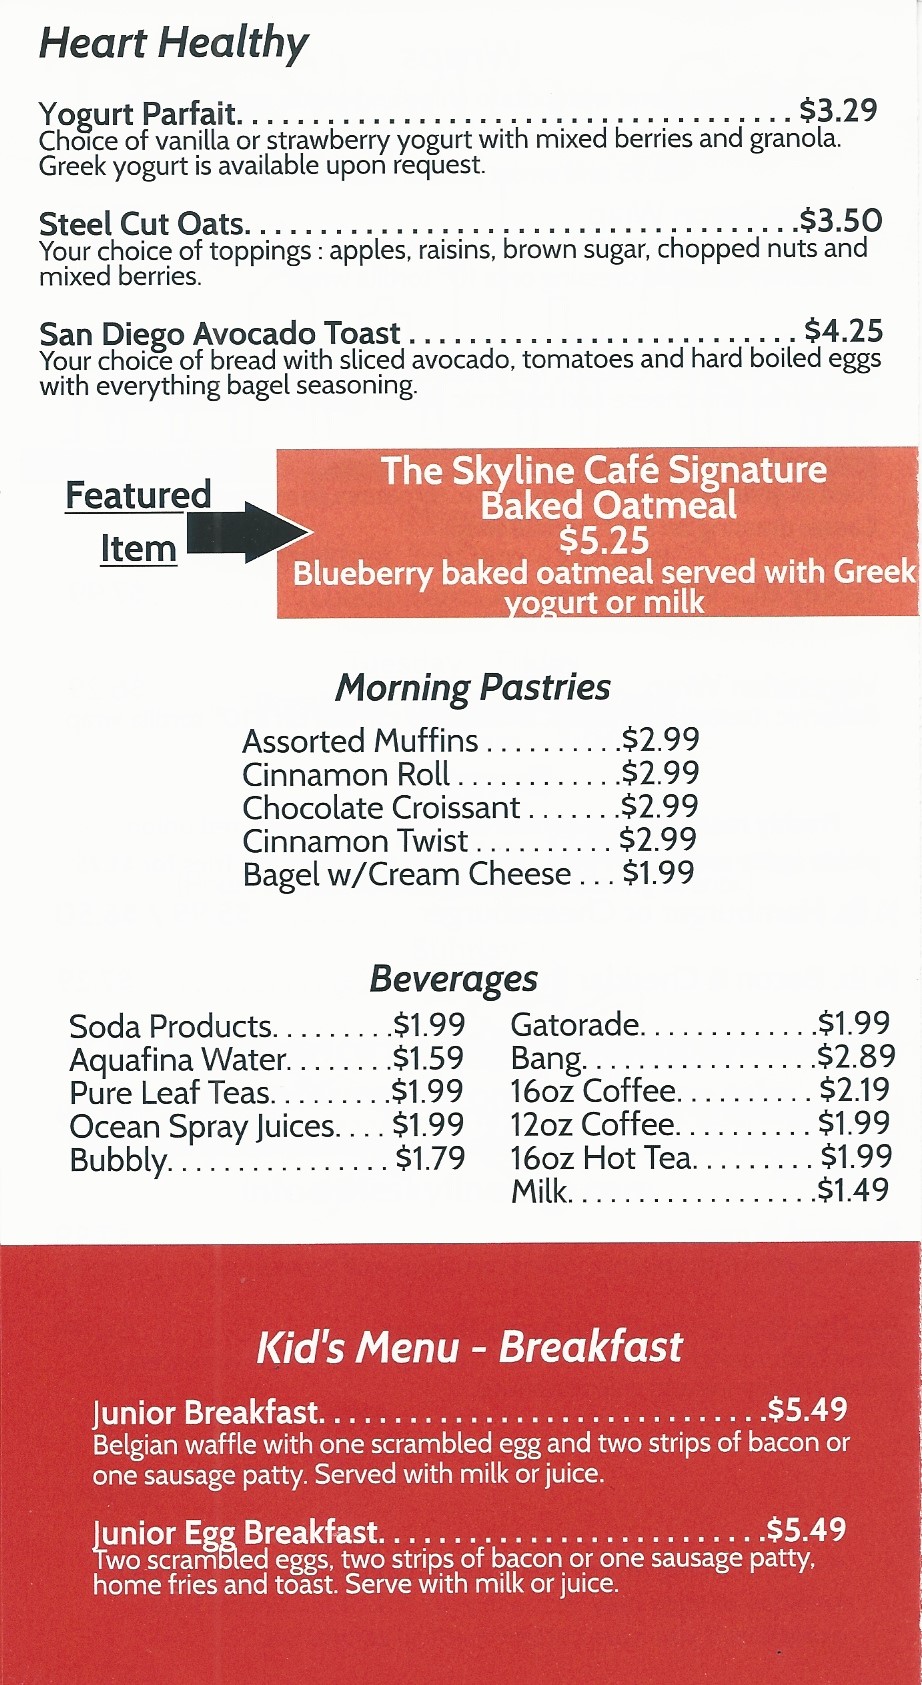 Heart Healthy
Yogurt Parfait. . . . . . . . . . . . . . . . . . . . . . . . . . . . . . . . . . . . . $3.29
Choice of vanilla or strawberry yogurt with mixed berries and granola.
Greek yogurt is available upon request.
Steel Cut Oats. . . . . . . . . . . . . . . . . . . . . . . . . . . . . . . . . . . . .$3.50
Your choice of toppings : apples, raisins, brown sugar, chopped nuts and
mixed berries.
San Diego Avocado Toast . . . . . . . . . . . . . . . . . . . . . . . . . . $4.25
Your choice of bread with sliced avocado, tomatoes and hard boiled eggs
with everything bagel seasoning.
Featured
Item
The Skyline Café Signature
Baked Oatmeal
$5.25
Blueberry baked oatmeal served with Greek
yogurt or milk
Morning Pastries
Assorted Muffins . . . . . . . . . .$2.99
Cinnamon Roll . . . . . . . . . . . .$2.99
Chocolate Croissant . . . . . . .$2.99
Cinnamon Twist . . . . . . . . . . $2.99
Bagel w/Cream Cheese . . . $1.99
Beverages
Soda Products. . . . . . . . .$1.99
Aquafina Water. . . . . . . .$1.59
Pure Leaf Teas. . . . . . . . .$1.99
Ocean Spray Juices. . . . $1.99
Bubbly. . . . . . . . . . . . . . . . $1.79
Gatorade. . . . . . . . . . . . .$1.99
Bang. . . . . . . . . . . . . . . . .$2.89
16oz Coffee. . . . . . . . . . $2.19
12oz Coffee. . . . . . . . . . $1.99
16oz Hot Tea. . . . . . . . . $1.99
Milk. . . . . . . . . . . . . . . . . .$1.49
Kid's Menu - Breakfast
Junior Breakfast. . . . . . . . . . . . . . . . . . . . . . . . . . . . . .$5.49
Belgian waffle with one scrambled egg and two strips of bacon or
one sausage patty. Served with milk or juice.
Junior Egg Breakfast. . . . . . . . . . . . . . . . . . . . . . . . . .$5.49
Two scrambled eggs, two strips of bacon or one sausage patty,
home fries and toast. Serve with milk or juice.